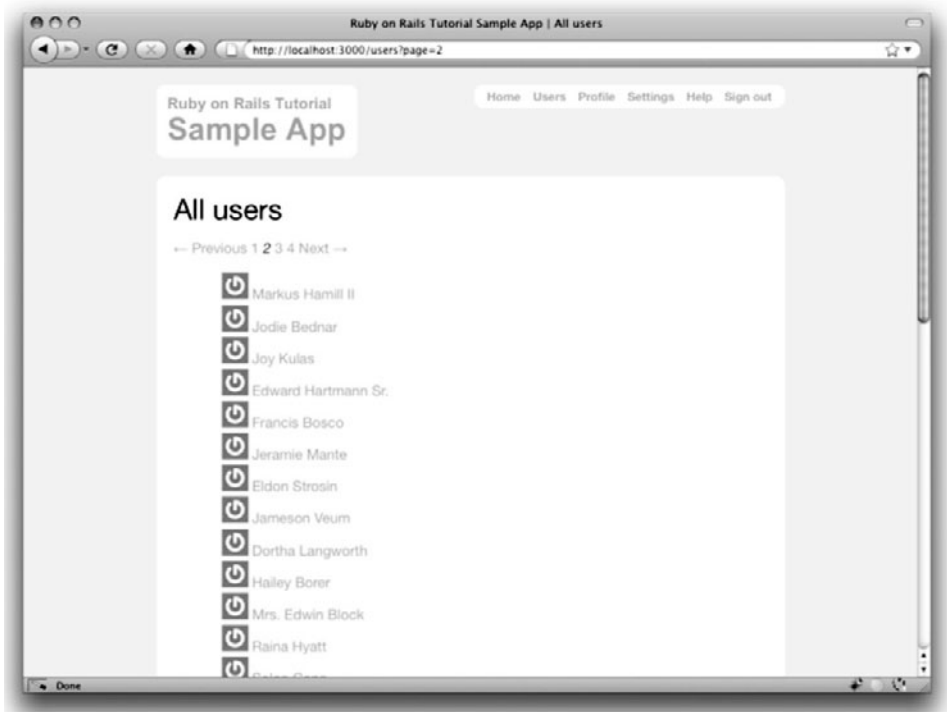 Ruby on Rails Tutorial Sample App | All users
http://localhost:3000/users?page=2
Ruby on Rails Tutorial
Sample App
Home Users Profile Settings Help Sign out
All users
← Previous 1 2 3 4 Next →
Markus Hamill II
Jodie Bednar
Joy Kulas
Edward Hartmann Sr.
Francis Bosco
Jeramie Mante
Eldon Strosin
Jameson Veum
Dortha Langworth
Hailey Borer
Mrs. Edwin Block
Raina Hyatt
Done